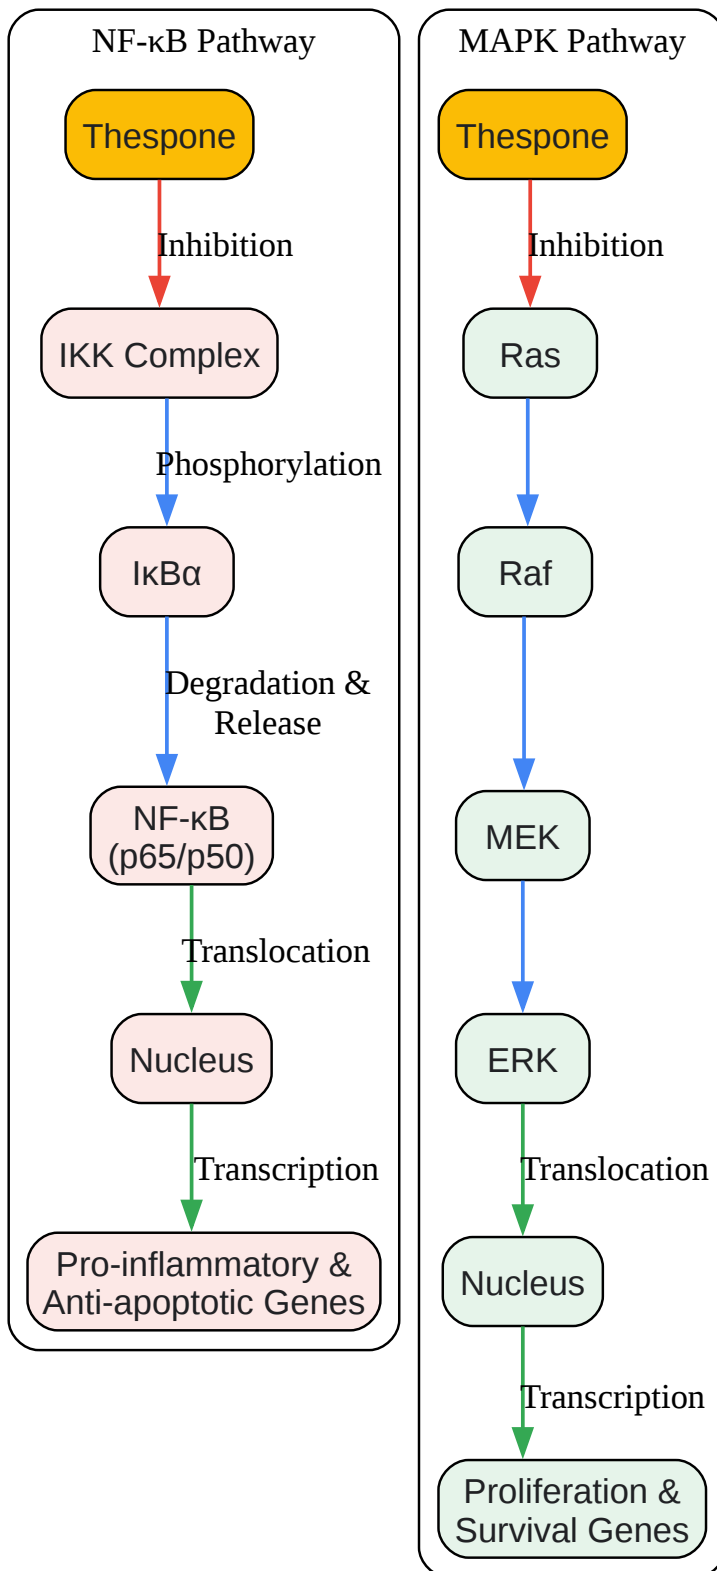 NF-κB Pathway
Thespone
Inhibition
IKK Complex
Phosphorylation
IκBα
Degradation &
Release
NF-κB
(p65/p50)
Translocation
Nucleus
Transcription
Pro-inflammatory &
Anti-apoptotic Genes
MAPK Pathway
Thespone
Inhibition
Ras
Raf
MEK
ERK
Translocation
Nucleus
Transcription
Proliferation &
Survival Genes